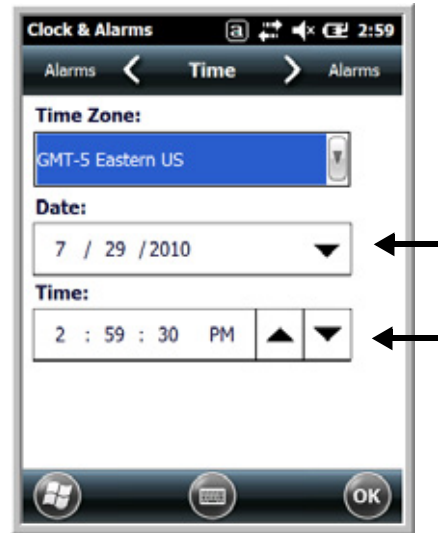 Clock & Alarms a 2:59
Alarms Time Alarms
Time Zone:
GMT-5 Eastern US
Date:
7 / 29 / 2010
Time:
2 : 59 : 30 PM
OK